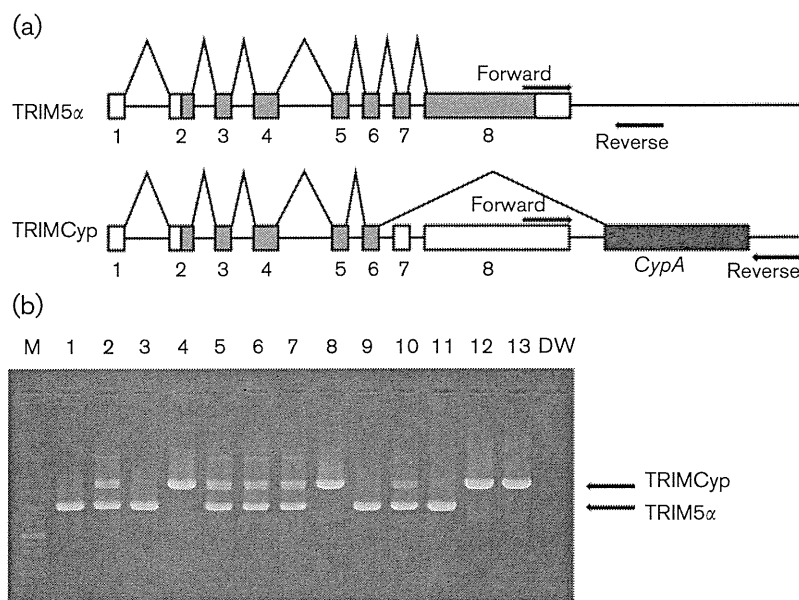 (a)
Forward
TRIM5α
1 2 3 4 5 6 7 8
Reverse
Forward
TRIMCyp
1 2 3 4 5 6 7 8
CypA
Reverse
(b)
M 1 2 3 4 5 6 7 8 9 10 11 12 13 DW
TRIMCyp
TRIM5α